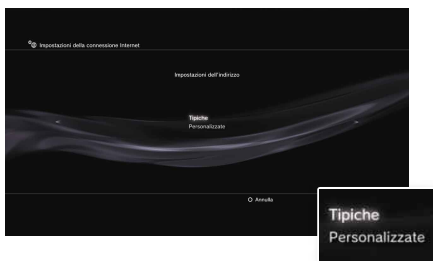 Impostazioni della connessione Internet
Impostazioni dell'indirizzo
Tipiche
Personalizzate
Annulla
Tipiche
Personalizzate